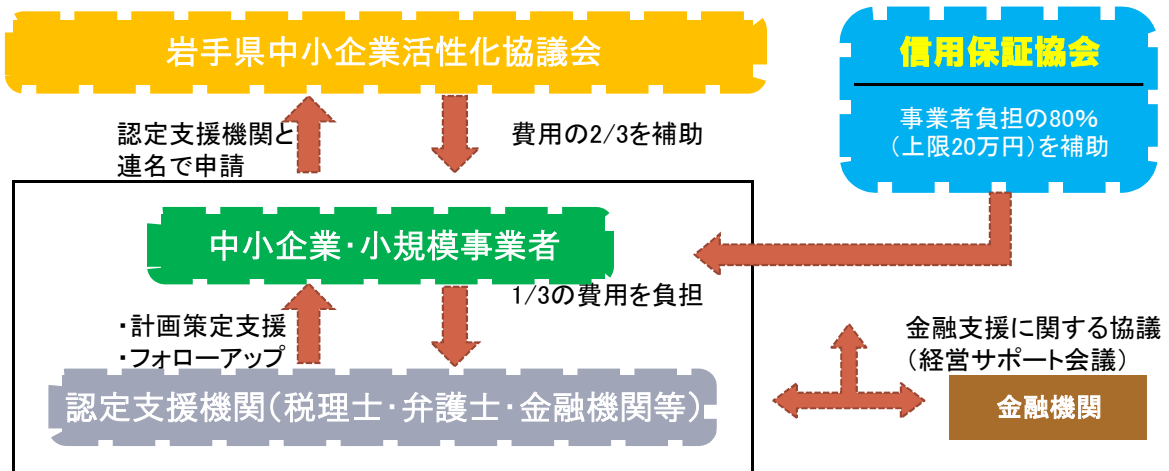 岩手県中小企業活性化協議会
信用保証協会
事業者負担の80%
（上限20万円）を補助
認定支援機関と
連名で申請
費用の2/3を補助
中小企業・小規模事業者
1/3の費用を負担
・計画策定支援
・フォローアップ
金融支援に関する協議
（経営サポート会議）
認定支援機関（税理士・弁護士・金融機関等）
金融機関